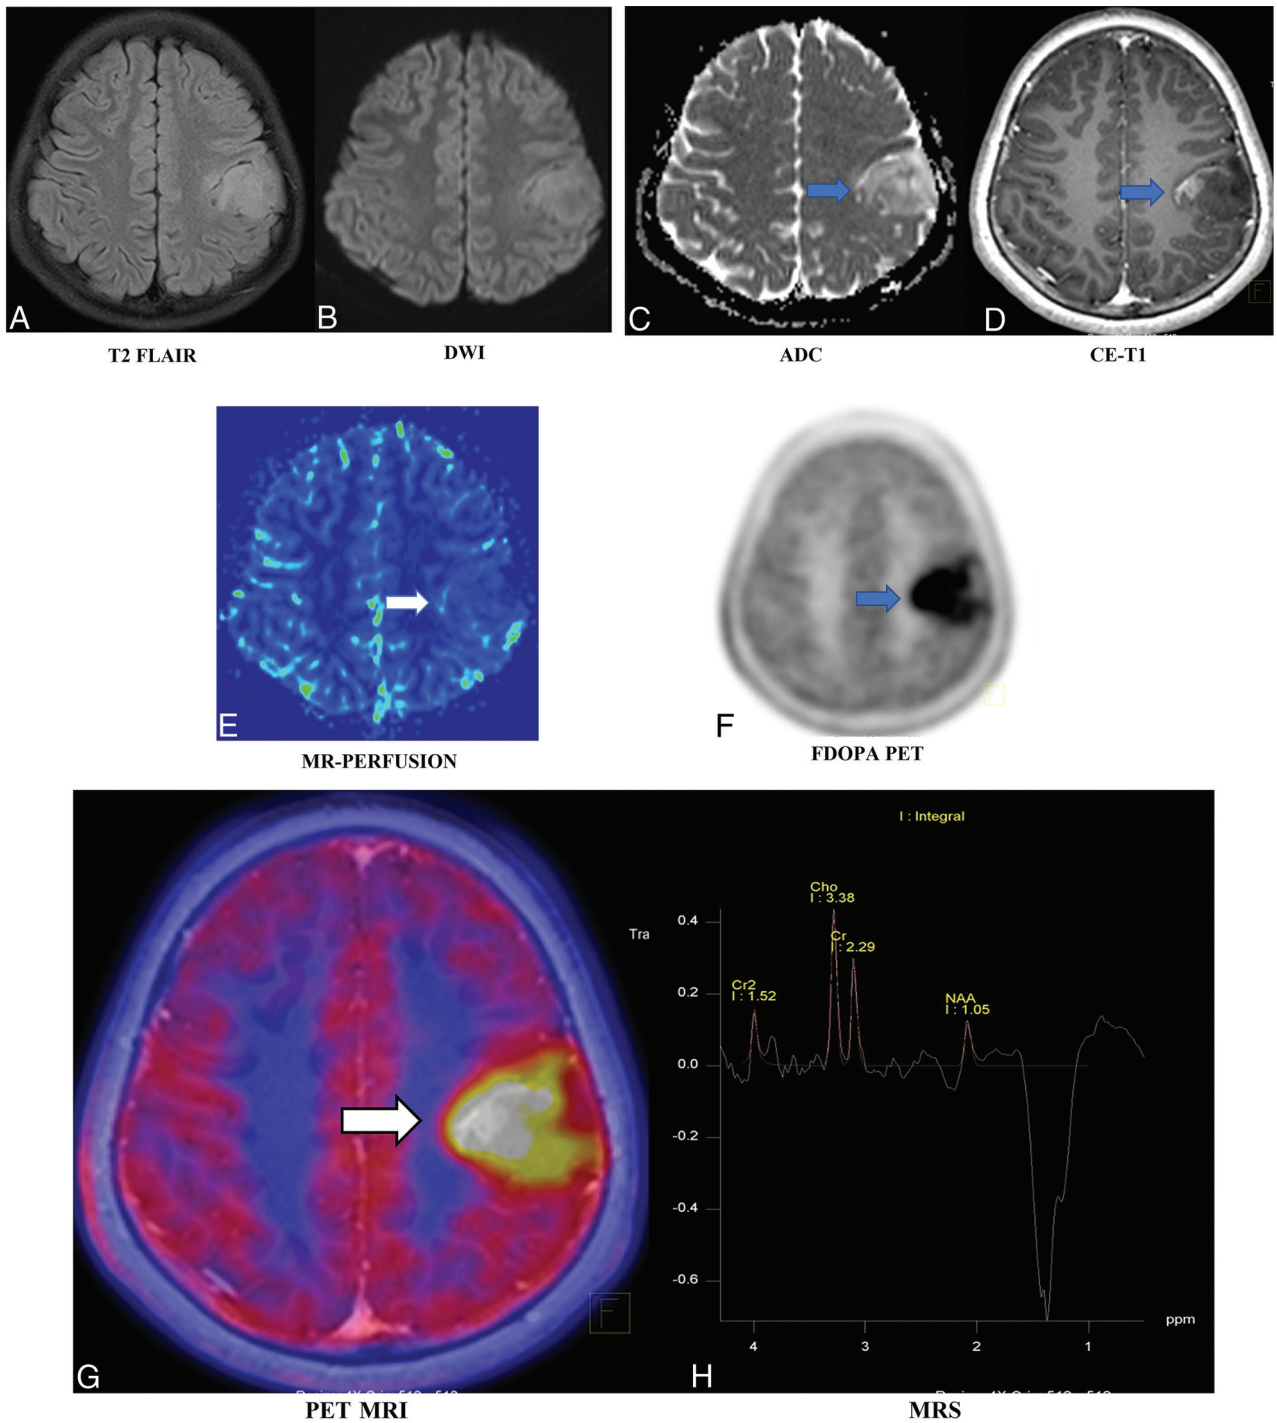 A
B
C
D
F
T2 FLAIR
DWI
ADC
CE-T1
E
F
F
MR-PERFUSION
FDOPA PET
I : Integral
Cho
I : 3.38
Cr
I : 2.29
Cr2
I : 1.52
NAA
I : 1.05
Tra
0.4
0.2
0.0
-0.2
-0.4
-0.6
ppm
4
3
2
1
F
G
H
PET MRI
MRS